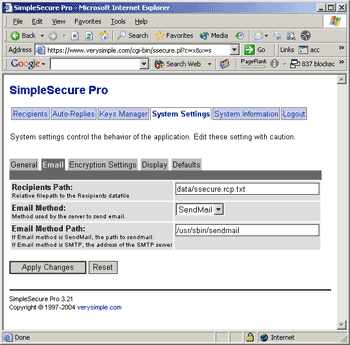 SimpleSecure Pro - Microsoft Internet Explorer
File Edit View Favorites Tools Help
Back Search Favorites
Address https://www.verysimple.com/cgi-bin/ssecure.pl?c=x&x=s Go Links acc
Google Search Web PageRank 837 blocked
SimpleSecure Pro
Recipients Auto-Replies Keys Manager System Settings System Information Logout
System settings control the behavior of the application. Edit these setting with caution.
General Email Encryption Settings Display Defaults
Recipients Path: data/ssecure.rcp.txt
Relative filepath to the Recipients datafile
Email Method: SendMail
Method used by the server to send email.
Email Method Path: /usr/sbin/sendmail
If Email method is SendMail, the path to sendmail.
If Email method is SMTP, the address of the SMTP server
Apply Changes Reset
SimpleSecure Pro 3.21
Copyright © 1997-2004 verysimple.com
Done Internet